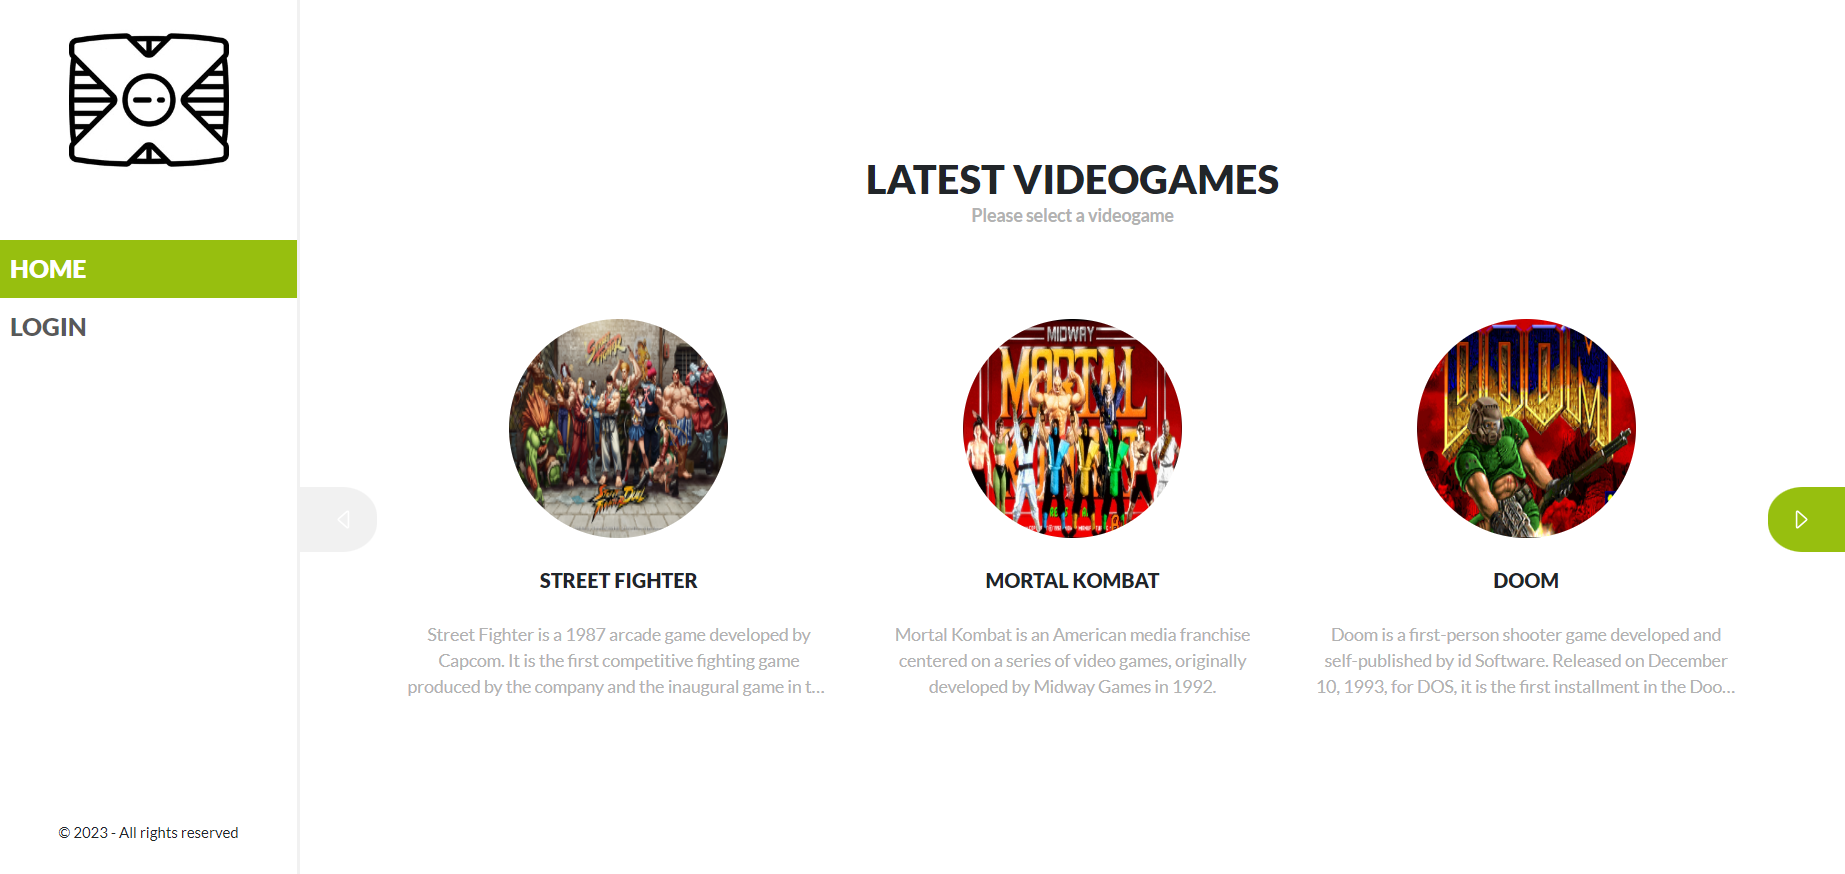 HOME
LOGIN
© 2023 - All rights reserved
LATEST VIDEOGAMES
Please select a videogame
MIDWAY
MORTAL
KOMBAT
DOOM
STREET FIGHTER
Street Fighter is a 1987 arcade game developed by
Capcom. It is the first competitive fighting game
produced by the company and the inaugural game in t...
MORTAL KOMBAT
Mortal Kombat is an American media franchise
centered on a series of video games, originally
developed by Midway Games in 1992.
DOOM
Doom is a first-person shooter game developed and
self-published by id Software. Released on December
10, 1993, for DOS, it is the first installment in the Doo...